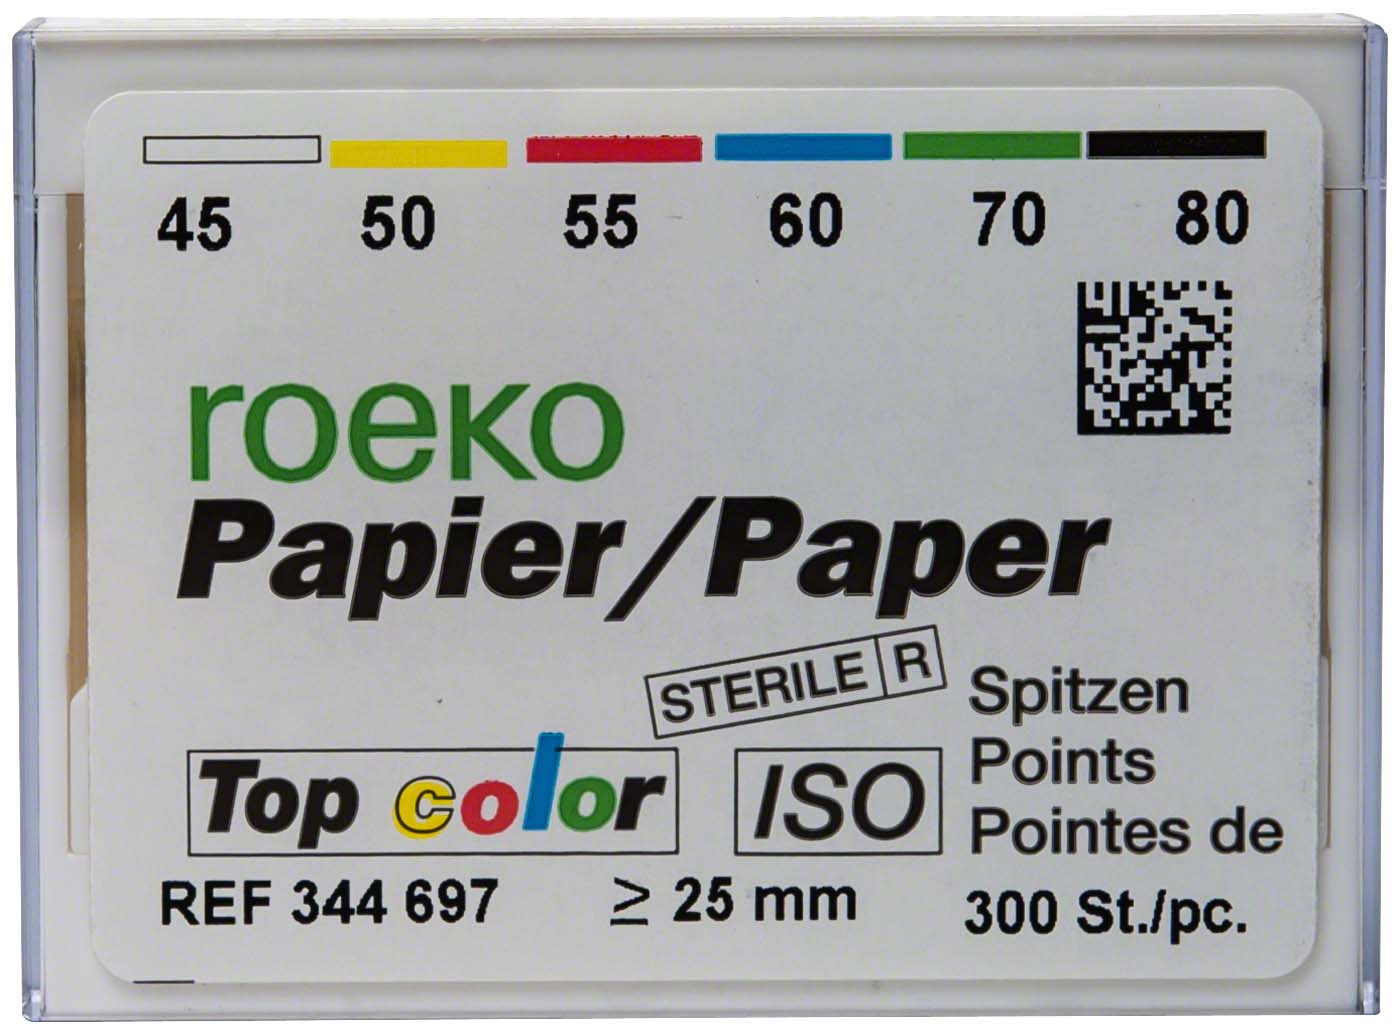 45 50 55 60 70 80
roeko
Papier/Paper
STERILE R
Spitzen
Points
Pointes de
Top color
ISO
REF 344 697 ≥ 25 mm 300 St./pc.